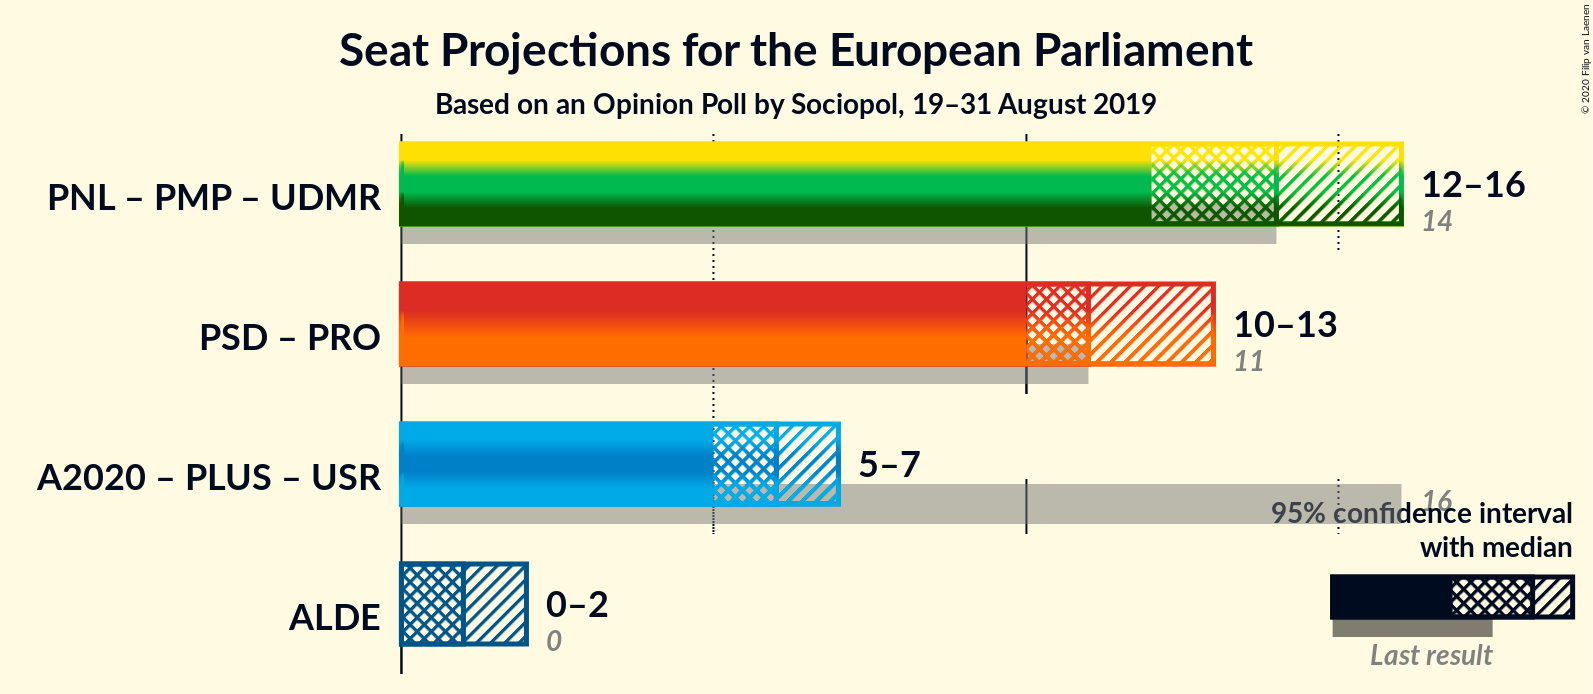 Seat Projections for the European Parliament
Based on an Opinion Poll by Sociopol, 19–31 August 2019
© 2020 Filip van Laenen
PNL – PMP – UDMR
12–16
14
PSD – PRO
10–13
11
A2020 – PLUS – USR
5–7
16
95% confidence interval
with median
ALDE
0–2
0
Last result